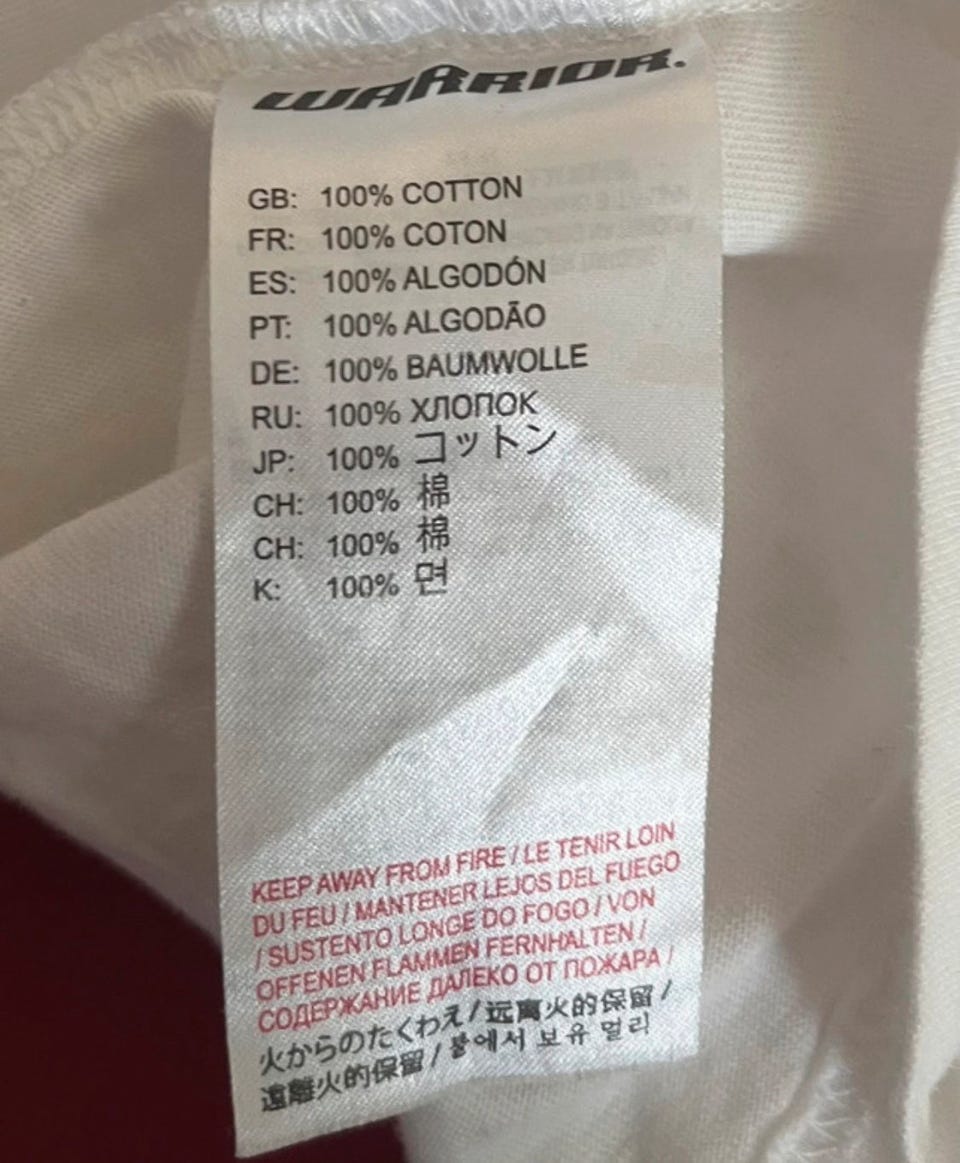 WARRIOR.
GB: 100% COTTON
FR: 100% COTON
ES: 100% ALGODÓN
PT: 100% ALGODÃO
DE: 100% BAUMWOLLE
RU: 100% ХЛОПОК
JP: 100% コットン
CH: 100% 棉
CH: 100% 棉
K: 100% 면
KEEP AWAY FROM FIRE / LE TENIR LOIN
DU FEU / MANTENER LEJOS DEL FUEGO
/ SUSTENTO LONGE DO FOGO / VON
OFFENEN FLAMMEN FERNHALTEN /
СОДЕРЖАНИЕ ДАЛЕКО ОТ ПОЖАРА /
火からのたくわえ / 远离火的保留 /
遠離火的保留 / 불에서 보유 멀리